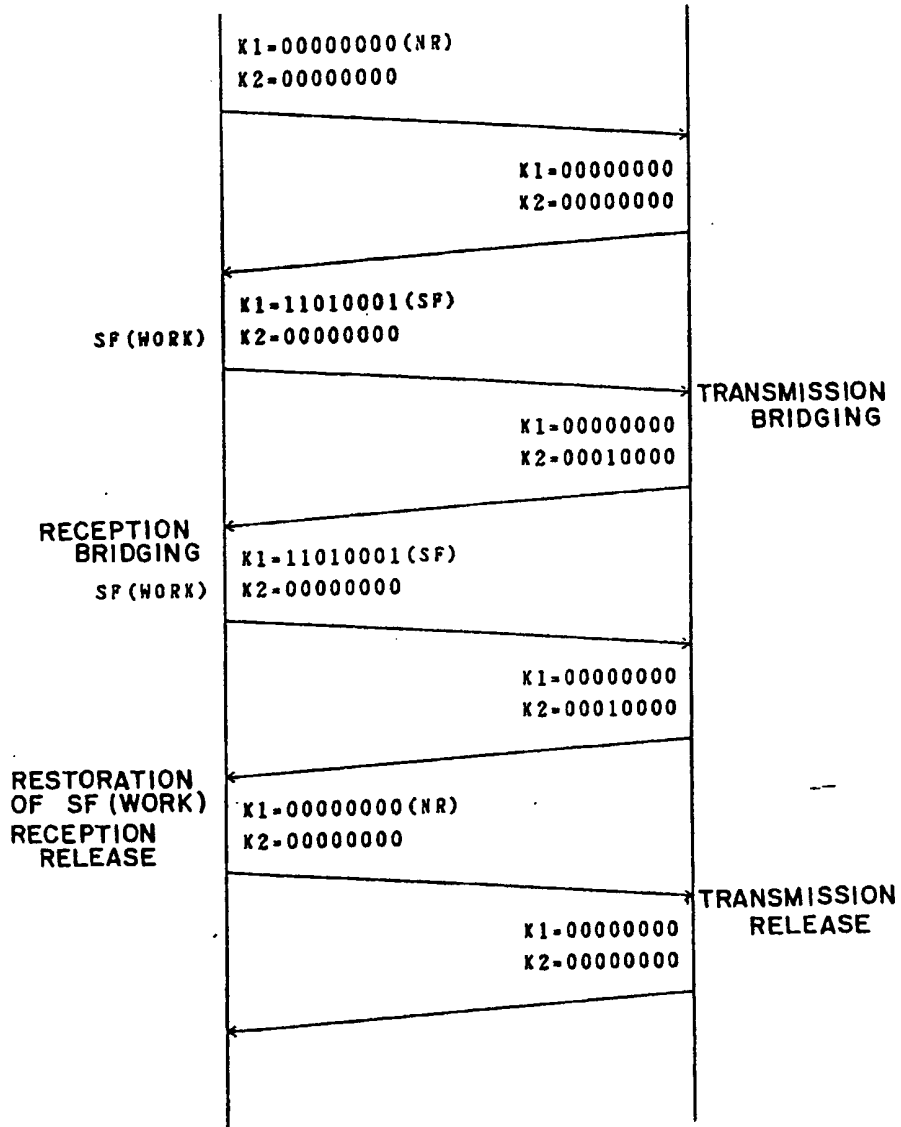 K1=00000000(NR)
K2=00000000
K1=00000000
K2=00000000
K1=11010001(SF)
SF(WORK) K2=00000000
TRANSMISSION
BRIDGING
K1=00000000
K2=00010000
RECEPTION
BRIDGING
K1=11010001(SF)
SF(WORK) K2=00000000
K1=00000000
K2=00010000
RESTORATION
OF SF(WORK)
K1=00000000(NR)
RECEPTION
RELEASE
K2=00000000
TRANSMISSION
RELEASE
K1=00000000
K2=00000000